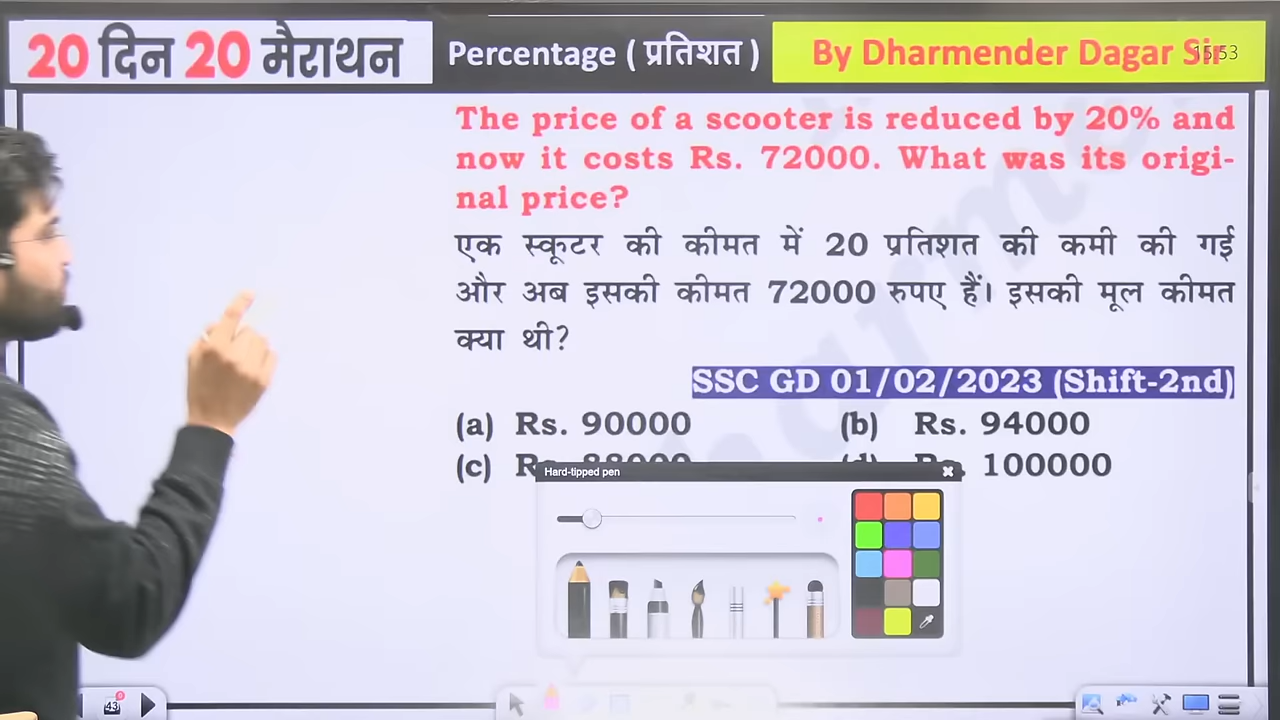 20 दिन 20 मैराथन
Percentage ( प्रतिशत )
By Dharmender Dagar Sir
15:53
The price of a scooter is reduced by 20% and
now it costs Rs. 72000. What was its origi-
nal price?
एक स्कूटर की कीमत में 20 प्रतिशत की कमी की गई
और अब इसकी कीमत 72000 रुपए हैं। इसकी मूल कीमत
क्या थी?
SSC GD 01/02/2023 (Shift-2nd)
(a) Rs. 90000 (b) Rs. 94000
(c) 100000
Hard-tipped pen
43
6